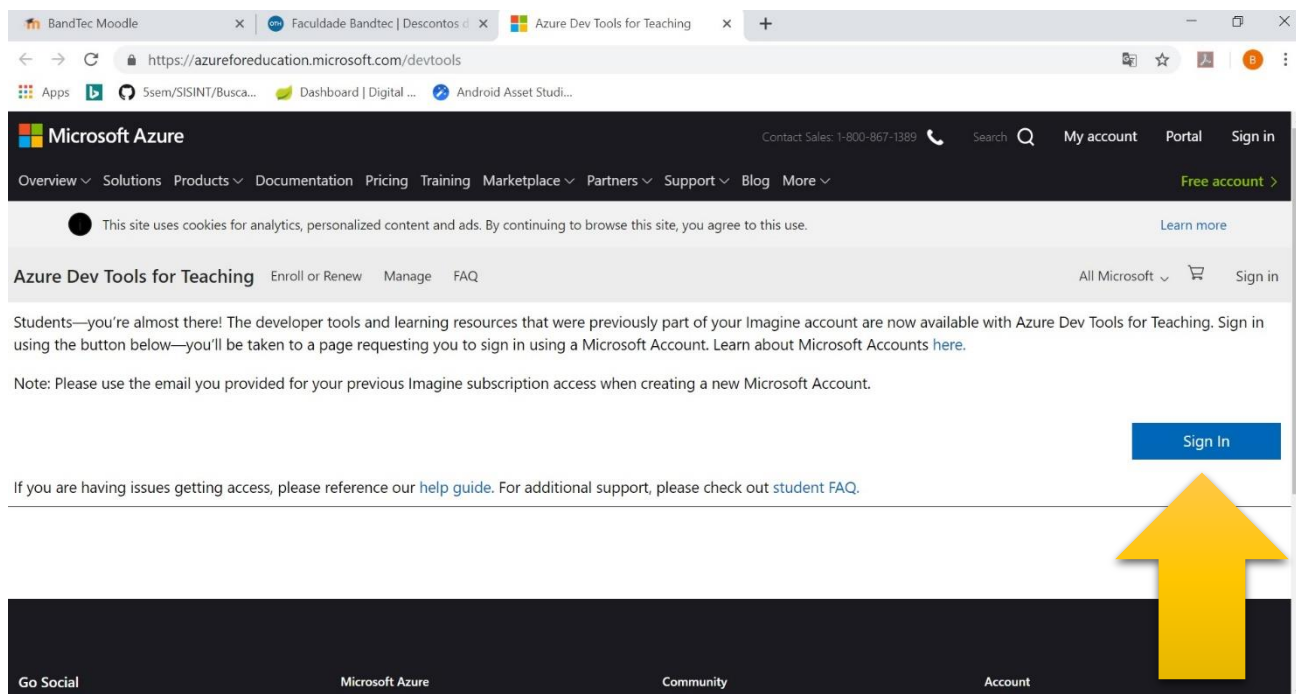 BandTec Moodle
Faculdade Bandtec | Descontos d
Azure Dev Tools for Teaching
https://azureforeducation.microsoft.com/devtools
B
Apps
5sem/SISINT/Busca...
Dashboard | Digital ...
Android Asset Studi...
Microsoft Azure
Contact Sales: 1-800-867-1389
Search
My account
Portal
Sign in
Overview Solutions Products Documentation Pricing Training Marketplace Partners Support Blog More
Free account >
This site uses cookies for analytics, personalized content and ads. By continuing to browse this site, you agree to this use.
Learn more
Azure Dev Tools for Teaching Enroll or Renew Manage FAQ
All Microsoft
Sign in
Students—you're almost there! The developer tools and learning resources that were previously part of your Imagine account are now available with Azure Dev Tools for Teaching. Sign in
using the button below—you'll be taken to a page requesting you to sign in using a Microsoft Account. Learn about Microsoft Accounts here.
Note: Please use the email you provided for your previous Imagine subscription access when creating a new Microsoft Account.
Sign In
If you are having issues getting access, please reference our help guide. For additional support, please check out student FAQ.
Go Social
Microsoft Azure
Community
Account